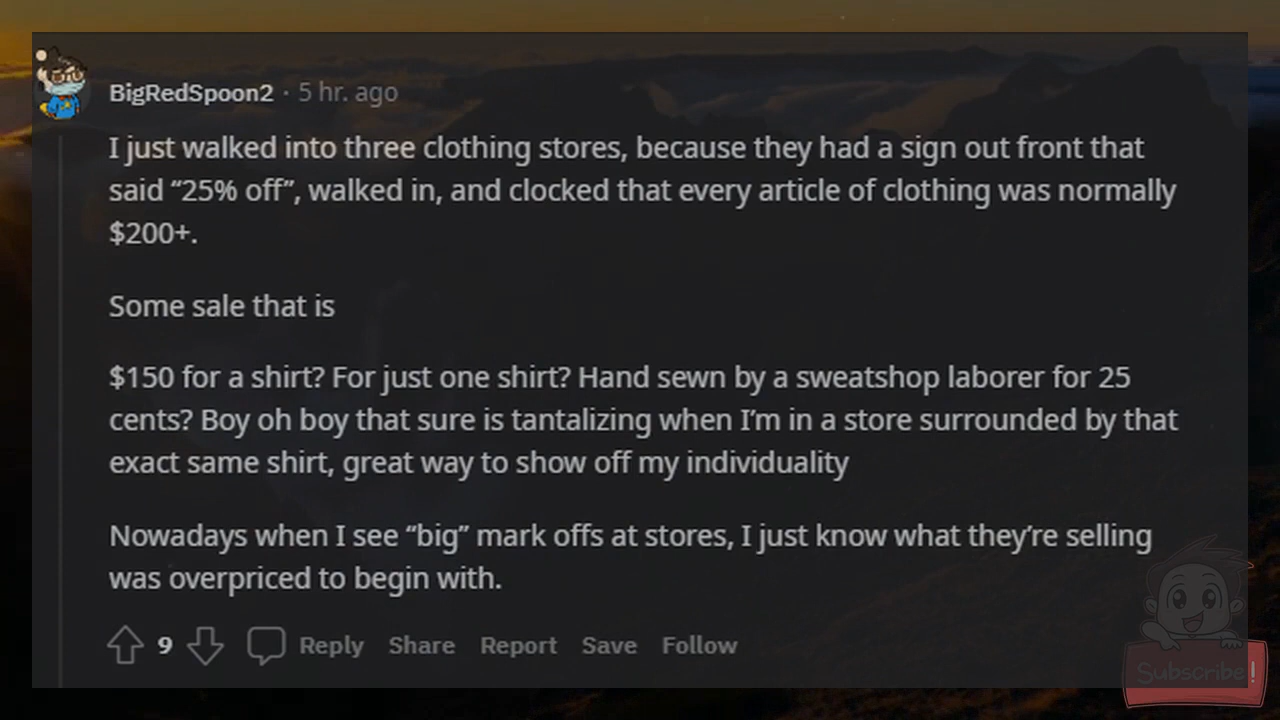 BigRedSpoon2 · 5 hr. ago
I just walked into three clothing stores, because they had a sign out front that
said “25% off”, walked in, and clocked that every article of clothing was normally
$200+.
Some sale that is
$150 for a shirt? For just one shirt? Hand sewn by a sweatshop laborer for 25
cents? Boy oh boy that sure is tantalizing when I’m in a store surrounded by that
exact same shirt, great way to show off my individuality
Nowadays when I see “big” mark offs at stores, I just know what they’re selling
was overpriced to begin with.
9 Reply Share Report Save Follow
Subscribe!